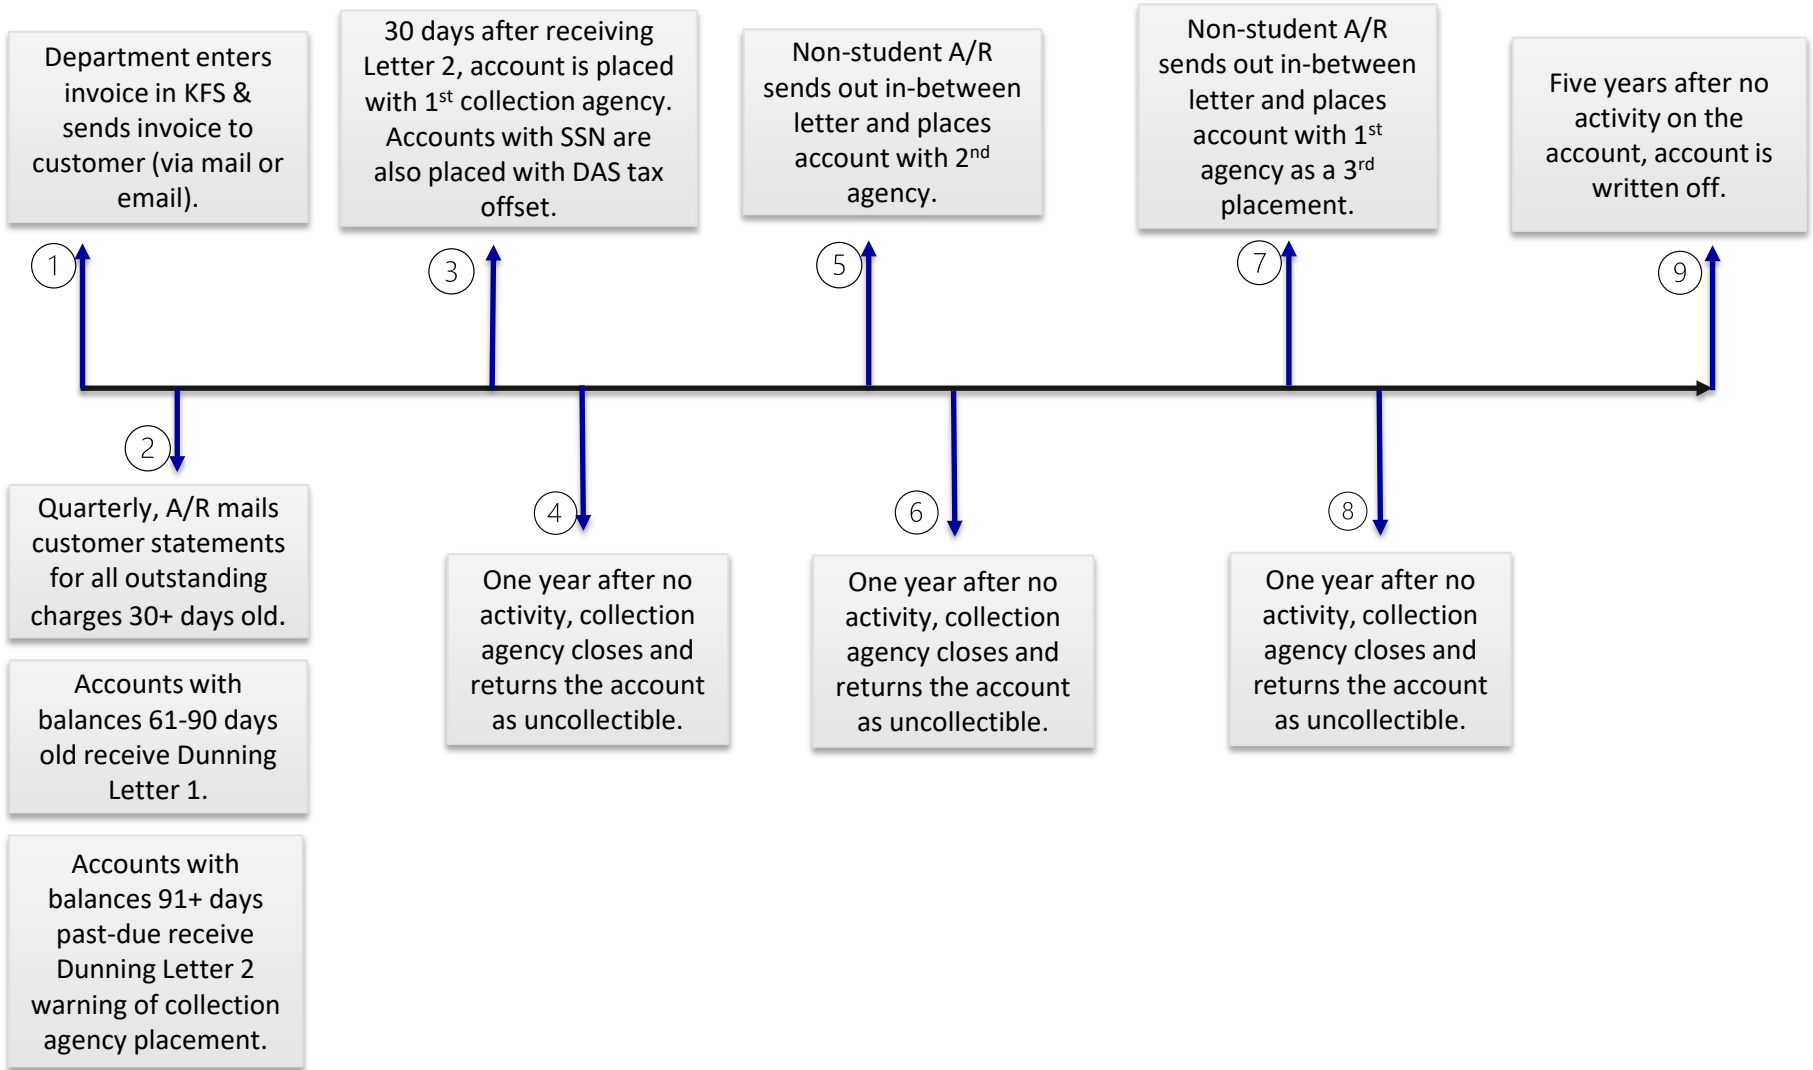 Department enters
invoice in KFS &
sends invoice to
customer (via mail or
email).
1
Quarterly, A/R mails
customer statements
for all outstanding
charges 30+ days old.
Accounts with
balances 61-90 days
old receive Dunning
Letter 1.
Accounts with
balances 91+ days
past-due receive
Dunning Letter 2
warning of collection
agency placement.
2
30 days after receiving
Letter 2, account is placed
with 1st collection agency.
Accounts with SSN are
also placed with DAS tax
offset.
3
One year after no
activity, collection
agency closes and
returns the account
as uncollectible.
4
Non-student A/R
sends out in-between
letter and places
account with 2nd
agency.
5
One year after no
activity, collection
agency closes and
returns the account
as uncollectible.
6
Non-student A/R
sends out in-between
letter and places
account with 1st
agency as a 3rd
placement.
7
One year after no
activity, collection
agency closes and
returns the account
as uncollectible.
8
Five years after no
activity on the
account, account is
written off.
9